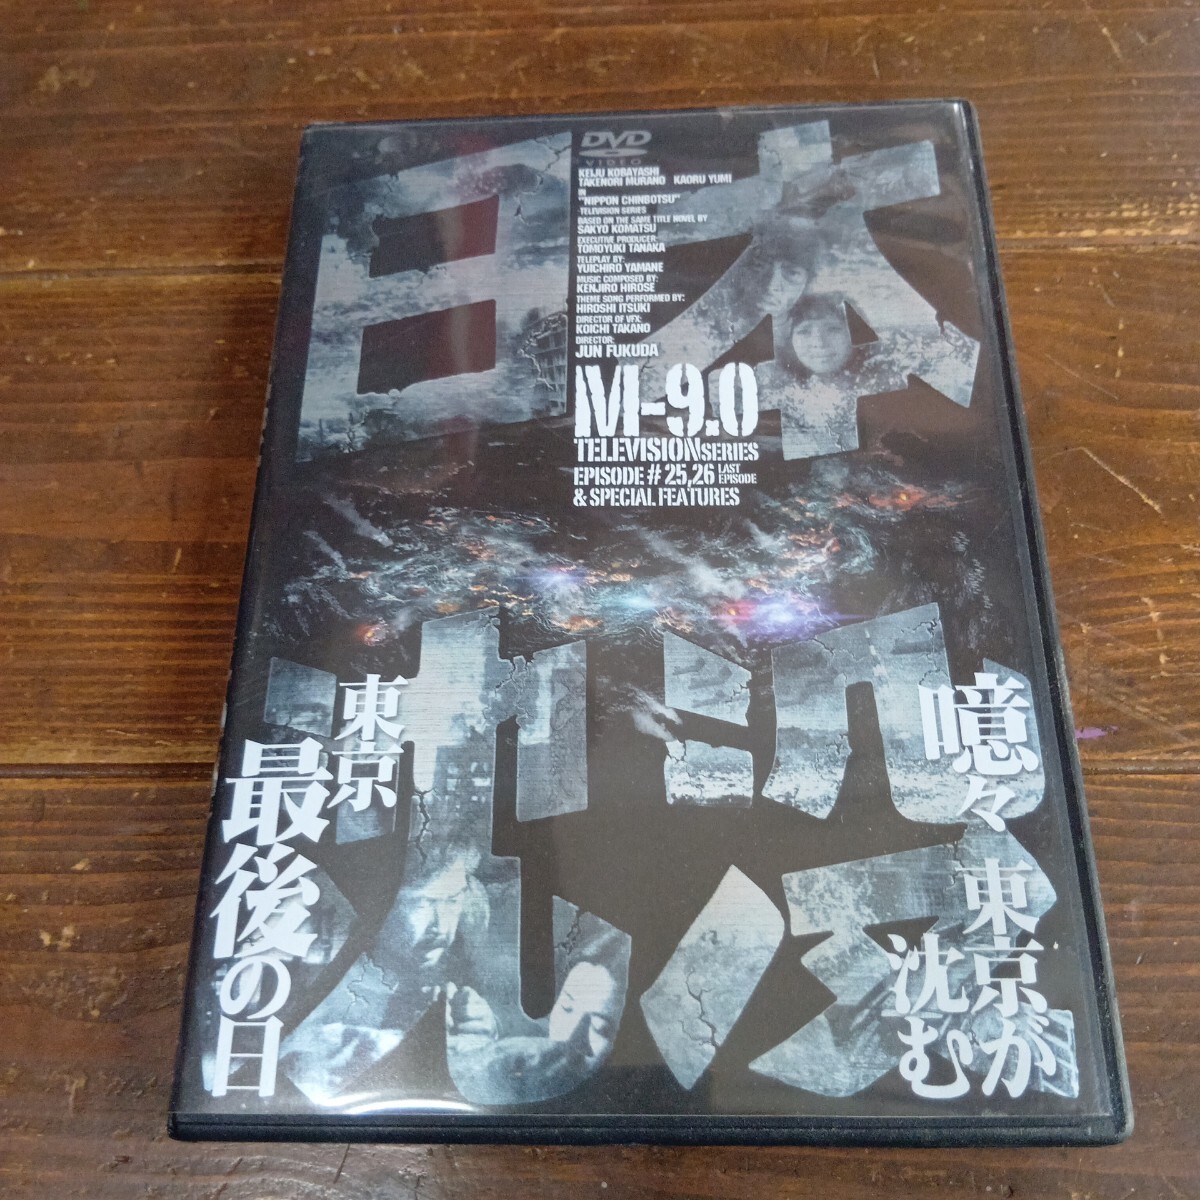 日本
DVD
VIDEO
KEIJU KOBAYASHI
TAKENORI MURANO KAORU YUMI
IN
"NIPPON CHINBOTSU"
TELEVISION SERIES
BASED ON THE SAME TITLE NOVEL BY
SAKYO KOMATSU
EXECUTIVE PRODUCER:
TOMOYUKI TANAKA
TELEPLAY BY:
YUICHIRO YAMANE
MUSIC COMPOSED BY:
KENJIRO HIROSE
THEME SONG PERFORMED BY:
HIROSHI ITSUKI
DIRECTOR OF VFX:
KOICHI TAKANO
DIRECTOR:
JUN FUKUDA
M-9.0
TELEVISION SERIES
EPISODE # 25,26 LAST EPISODE
& SPECIAL FEATURES
沈没
噫々
東京が
沈む
東京
最後の日